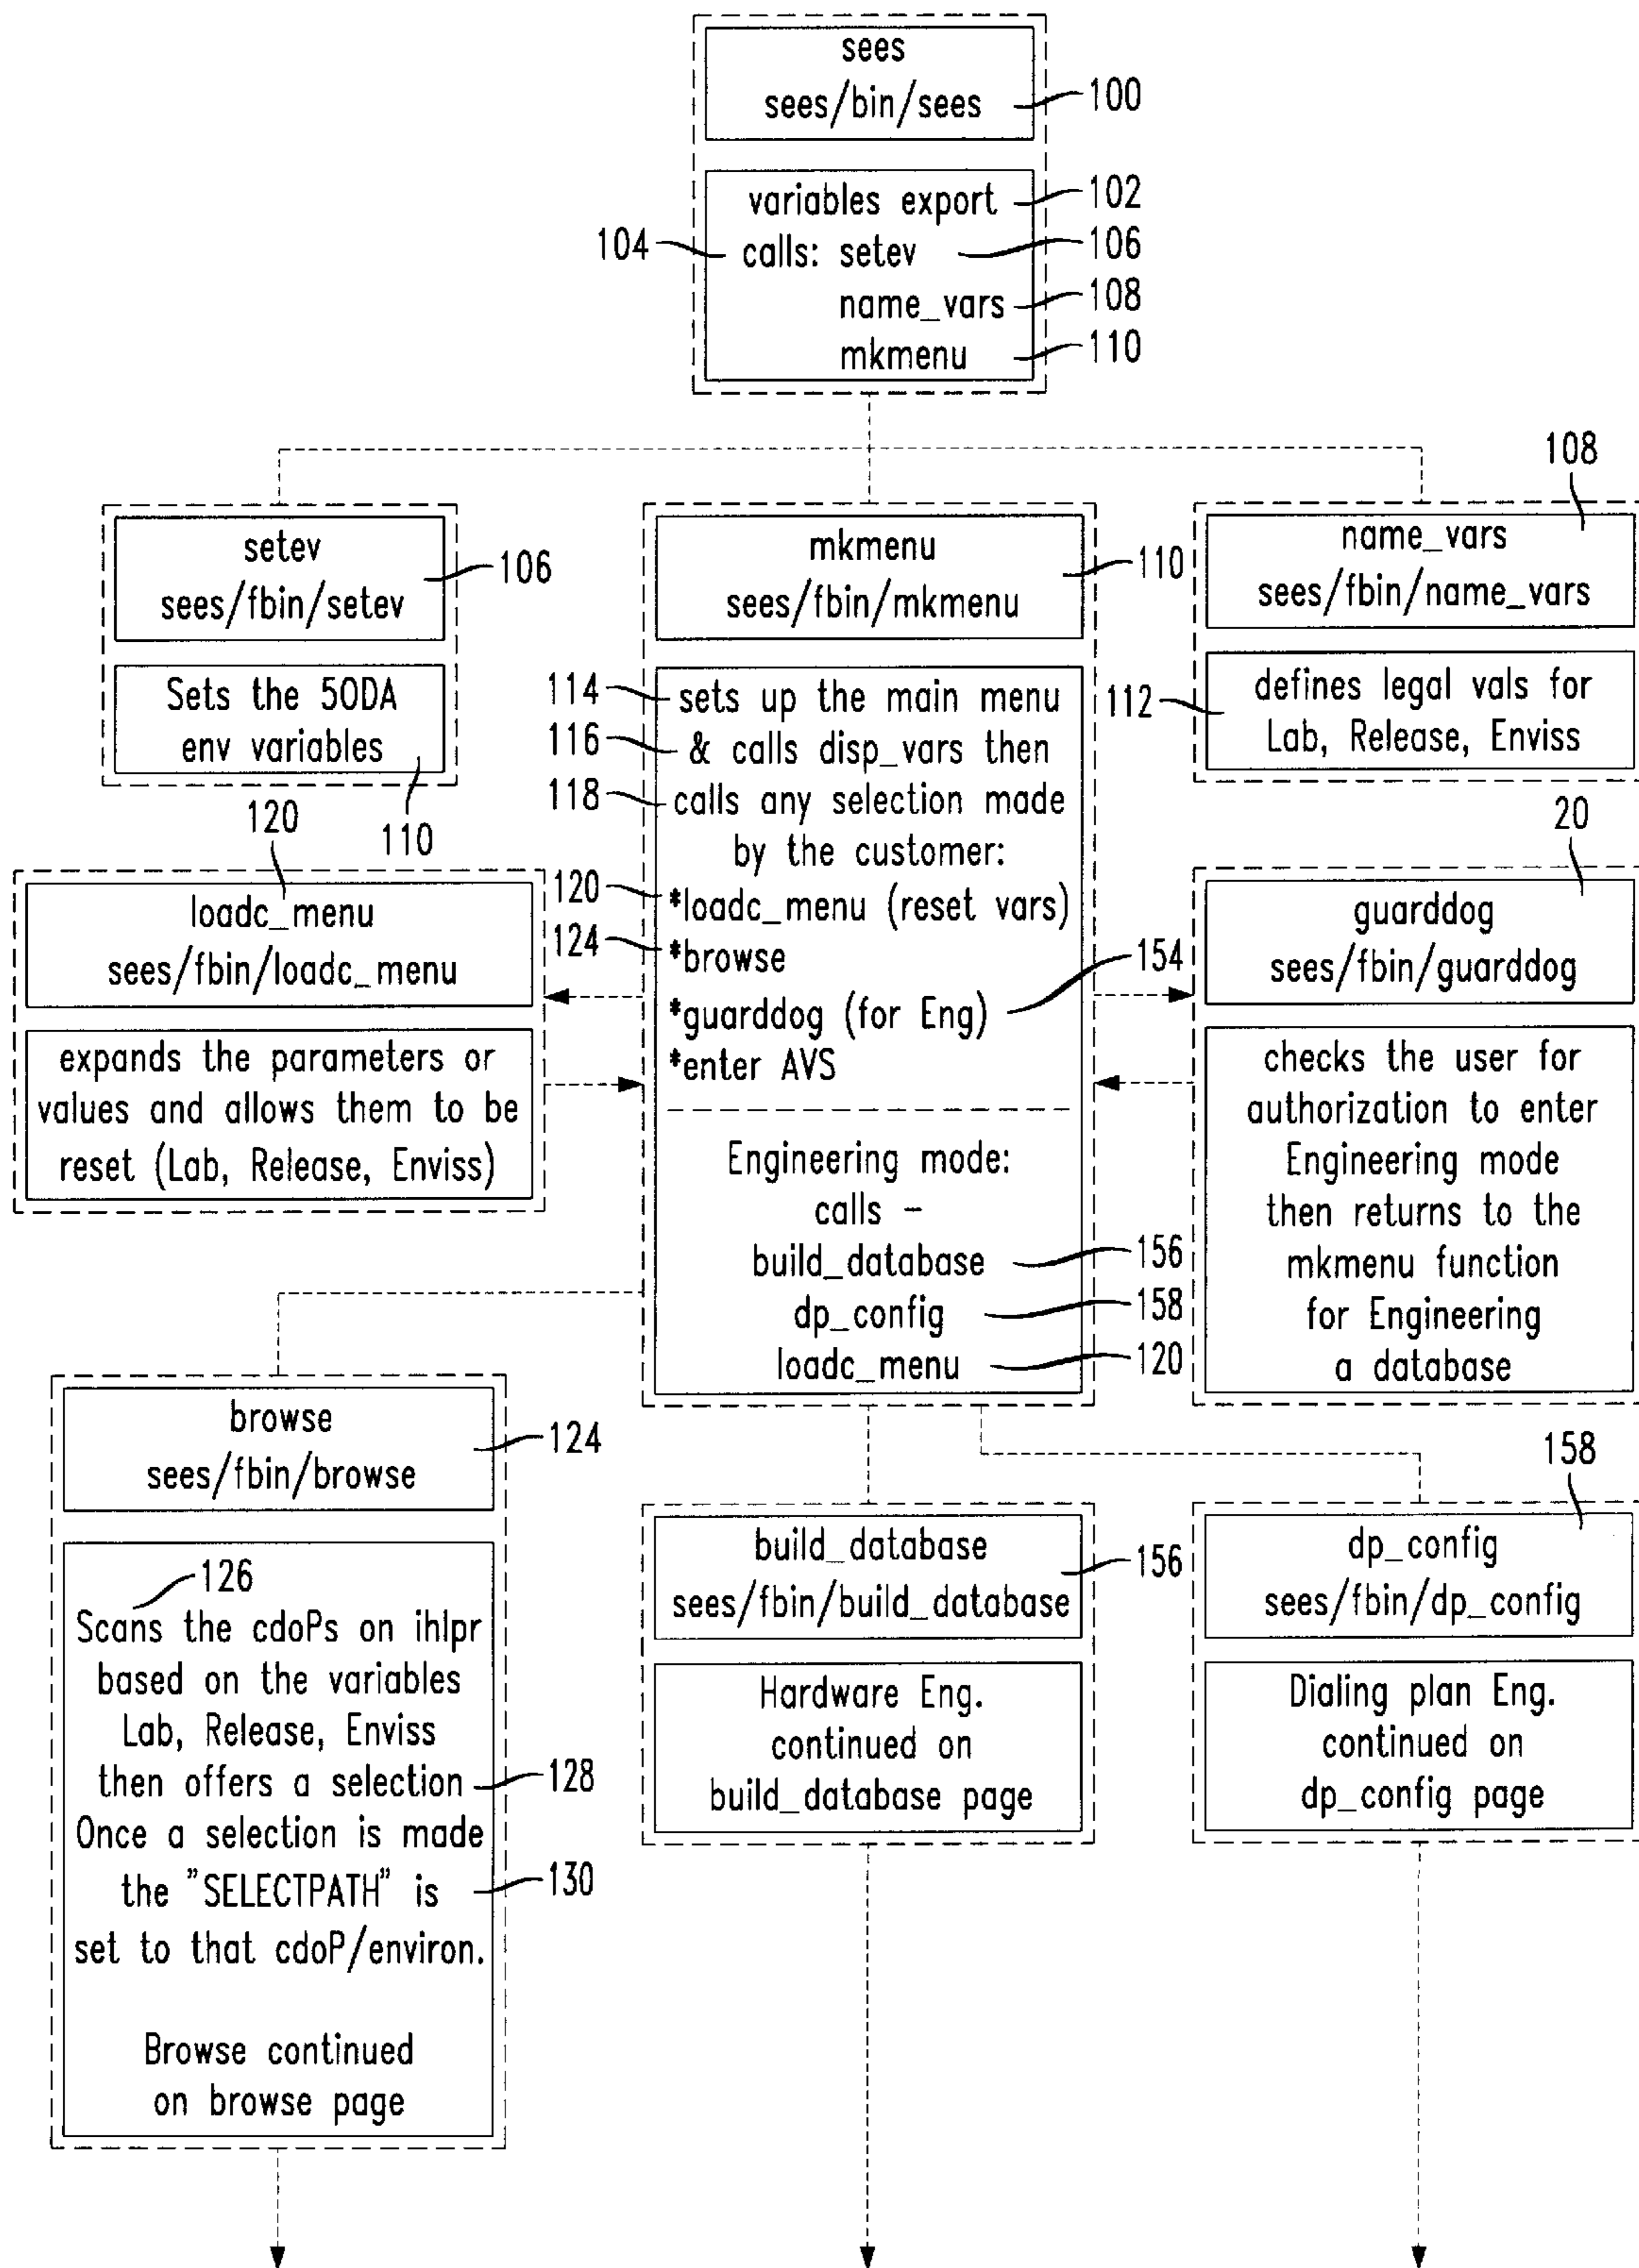 sees
sees/bin/sees
100
variables export
102
104
calls: setev
106
name_vars
108
mkmenu
110
setev
sees/fbin/setev
106
Sets the 5ODA
env variables
110
mkmenu
sees/fbin/mkmenu
110
108
name_vars
sees/fbin/name_vars
112
defines legal vals for
Lab, Release, Enviss
114
sets up the main menu
116
& calls disp_vars then
118
calls any selection made
by the customer:
120
*loadc_menu (reset vars)
124
*browse
*guarddog (for Eng)
154
*enter AVS
Engineering mode:
calls –
build_database
156
dp_config
158
loadc_menu
120
120
loadc_menu
sees/fbin/loadc_menu
expands the parameters or
values and allows them to be
reset (Lab, Release, Enviss)
20
guarddog
sees/fbin/guarddog
checks the user for
authorization to enter
Engineering mode
then returns to the
mkmenu function
for Engineering
a database
browse
sees/fbin/browse
124
126
Scans the cdoPs on ihlpr
based on the variables
Lab, Release, Enviss
then offers a selection
128
Once a selection is made
the "SELECTPATH" is
130
set to that cdoP/environ.
Browse continued
on browse page
build_database
sees/fbin/build_database
156
Hardware Eng.
continued on
build_database page
158
dp_config
sees/fbin/dp_config
Dialing plan Eng.
continued on
dp_config page